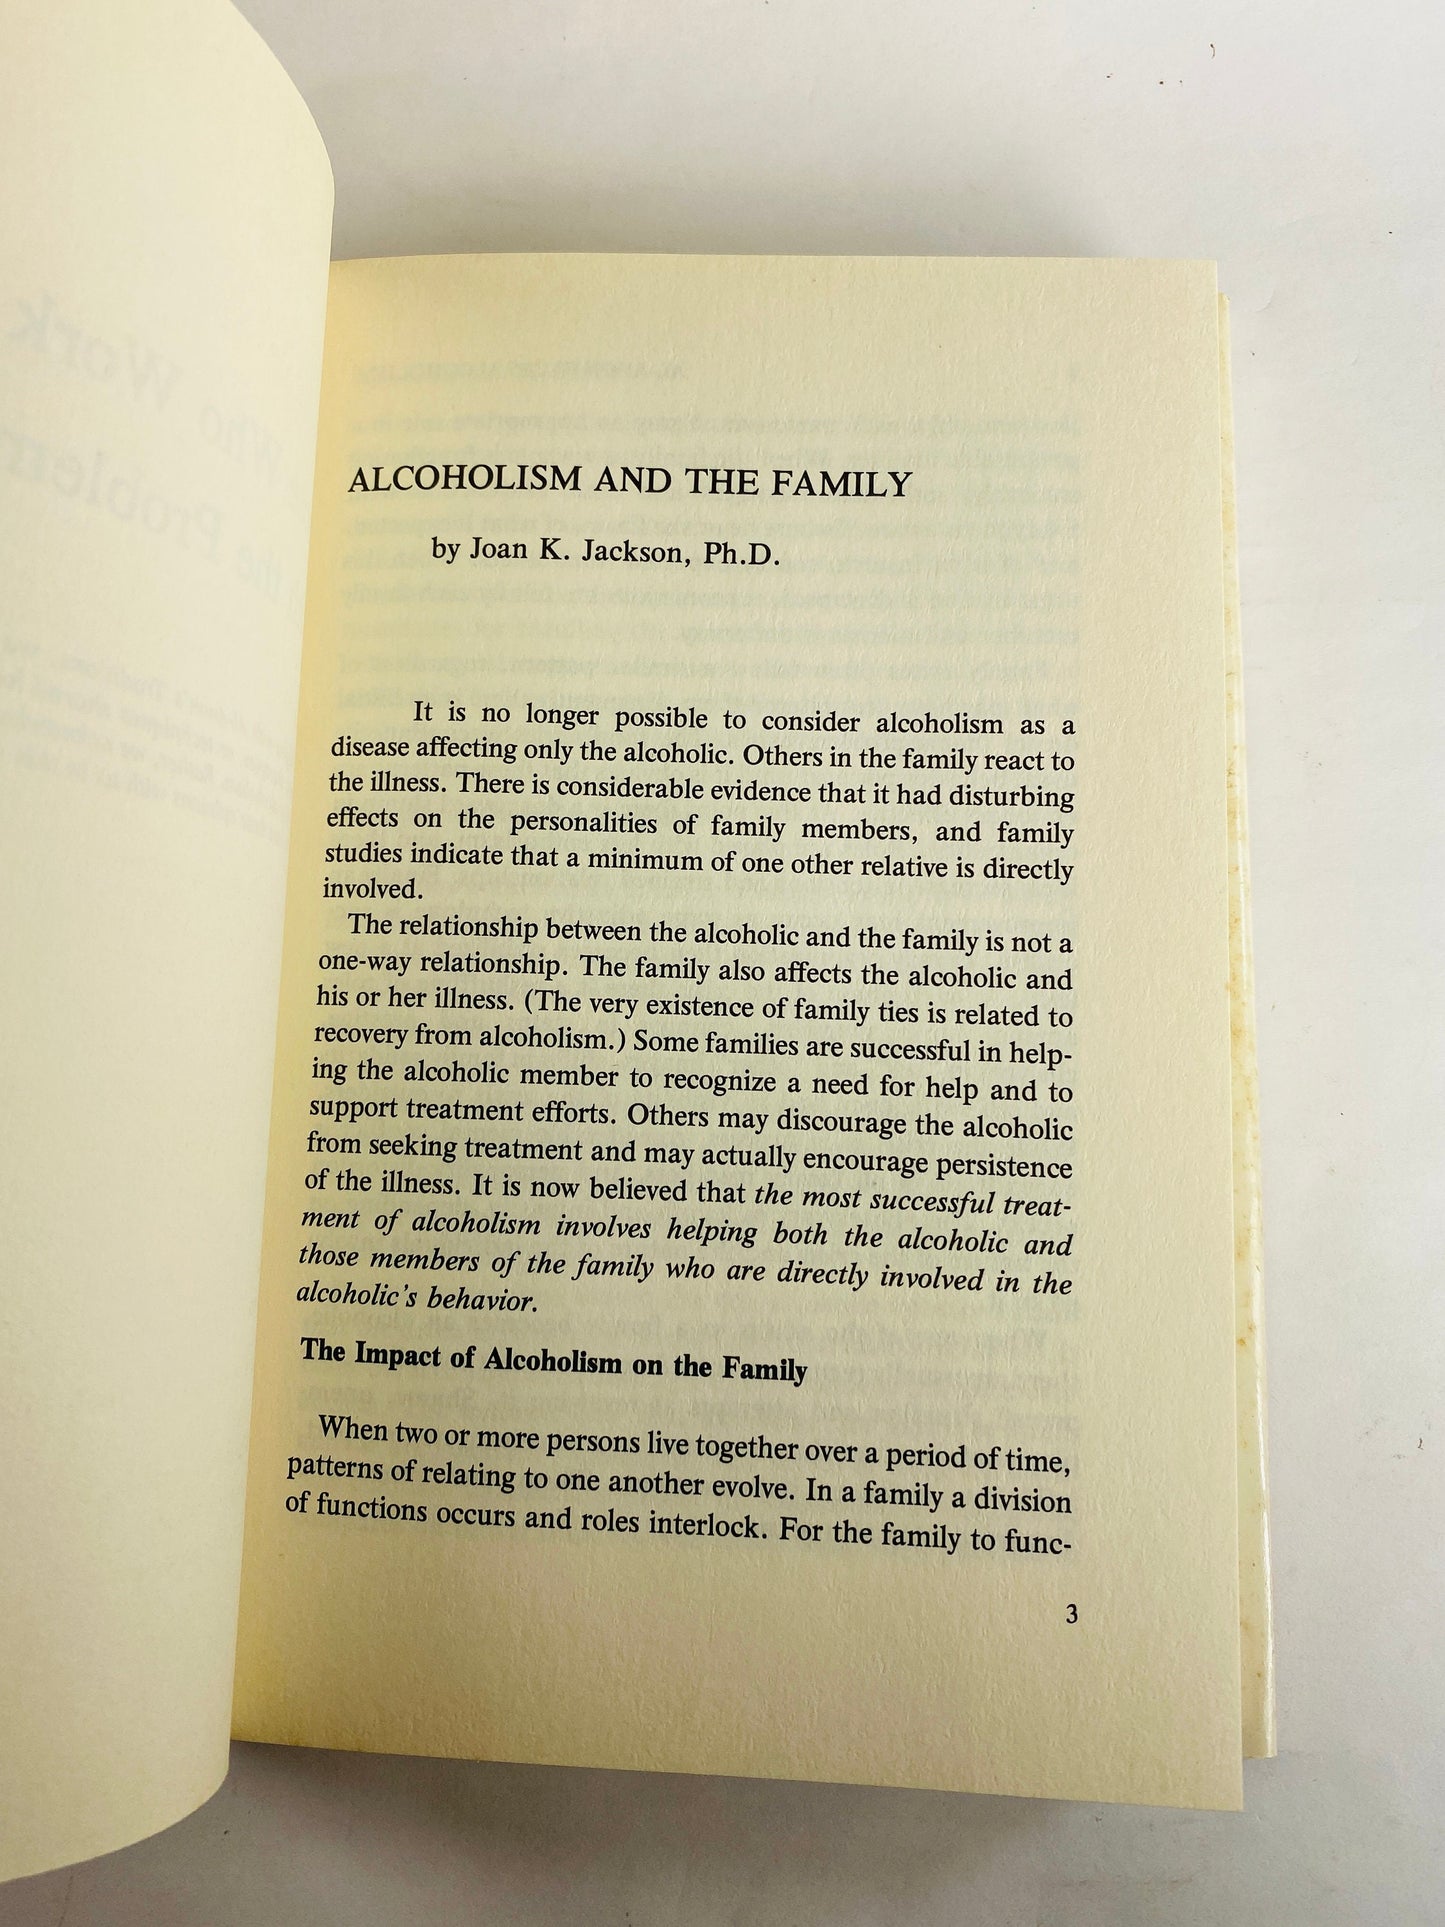 ALCOHOLISM AND THE FAMILY
by Joan K. Jackson, Ph.D.
It is no longer possible to consider alcoholism as a
disease affecting only the alcoholic. Others in the family react to
the illness. There is considerable evidence that it had disturbing
effects on the personalities of family members, and family
studies indicate that a minimum of one other relative is directly
involved.
The relationship between the alcoholic and the family is not a
one-way relationship. The family also affects the alcoholic and
his or her illness. (The very existence of family ties is related to
recovery from alcoholism.) Some families are successful in help-
ing the alcoholic member to recognize a need for help and to
support treatment efforts. Others may discourage the alcoholic
from seeking treatment and may actually encourage persistence
of the illness. It is now believed that the most successful treat-
ment of alcoholism involves helping both the alcoholic and
those members of the family who are directly involved in the
alcoholic's behavior.
The Impact of Alcoholism on the Family
When two or more persons live together over a period of time,
patterns of relating to one another evolve. In a family a division
of functions occurs and roles interlock. For the family to func-
3